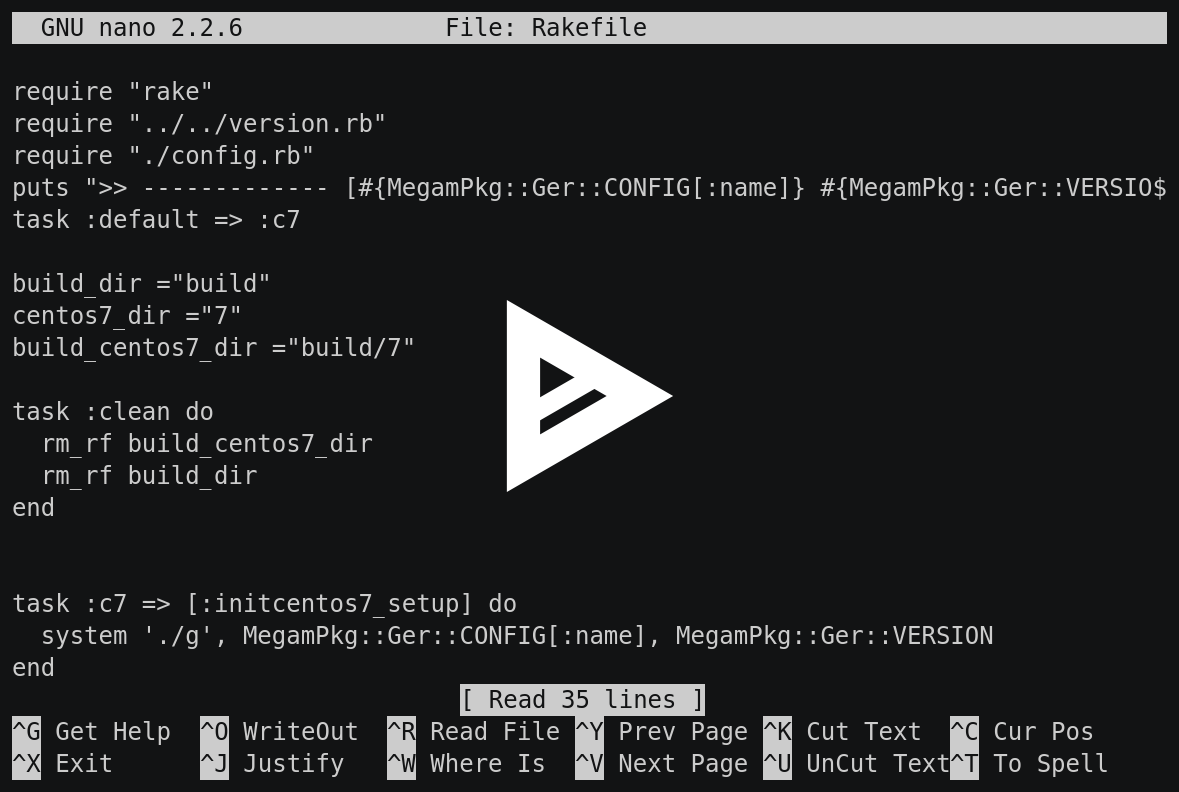 GNU nano 2.2.6 File: Rakefile
require "rake"
require "../../version.rb"
require "./config.rb"
puts ">> ------------- [#{MegamPkg::Ger::CONFIG[:name]} #{MegamPkg::Ger::VERSIO$
task :default => :c7
build_dir ="build"
centos7_dir ="7"
build_centos7_dir ="build/7"
task :clean do
  rm_rf build_centos7_dir
  rm_rf build_dir
end
task :c7 => [:initcentos7_setup] do
  system './g', MegamPkg::Ger::CONFIG[:name], MegamPkg::Ger::VERSION
end
[ Read 35 lines ]
^G Get Help ^O WriteOut ^R Read File ^Y Prev Page ^K Cut Text ^C Cur Pos
^X Exit ^J Justify ^W Where Is ^V Next Page ^U UnCut Text^T To Spell